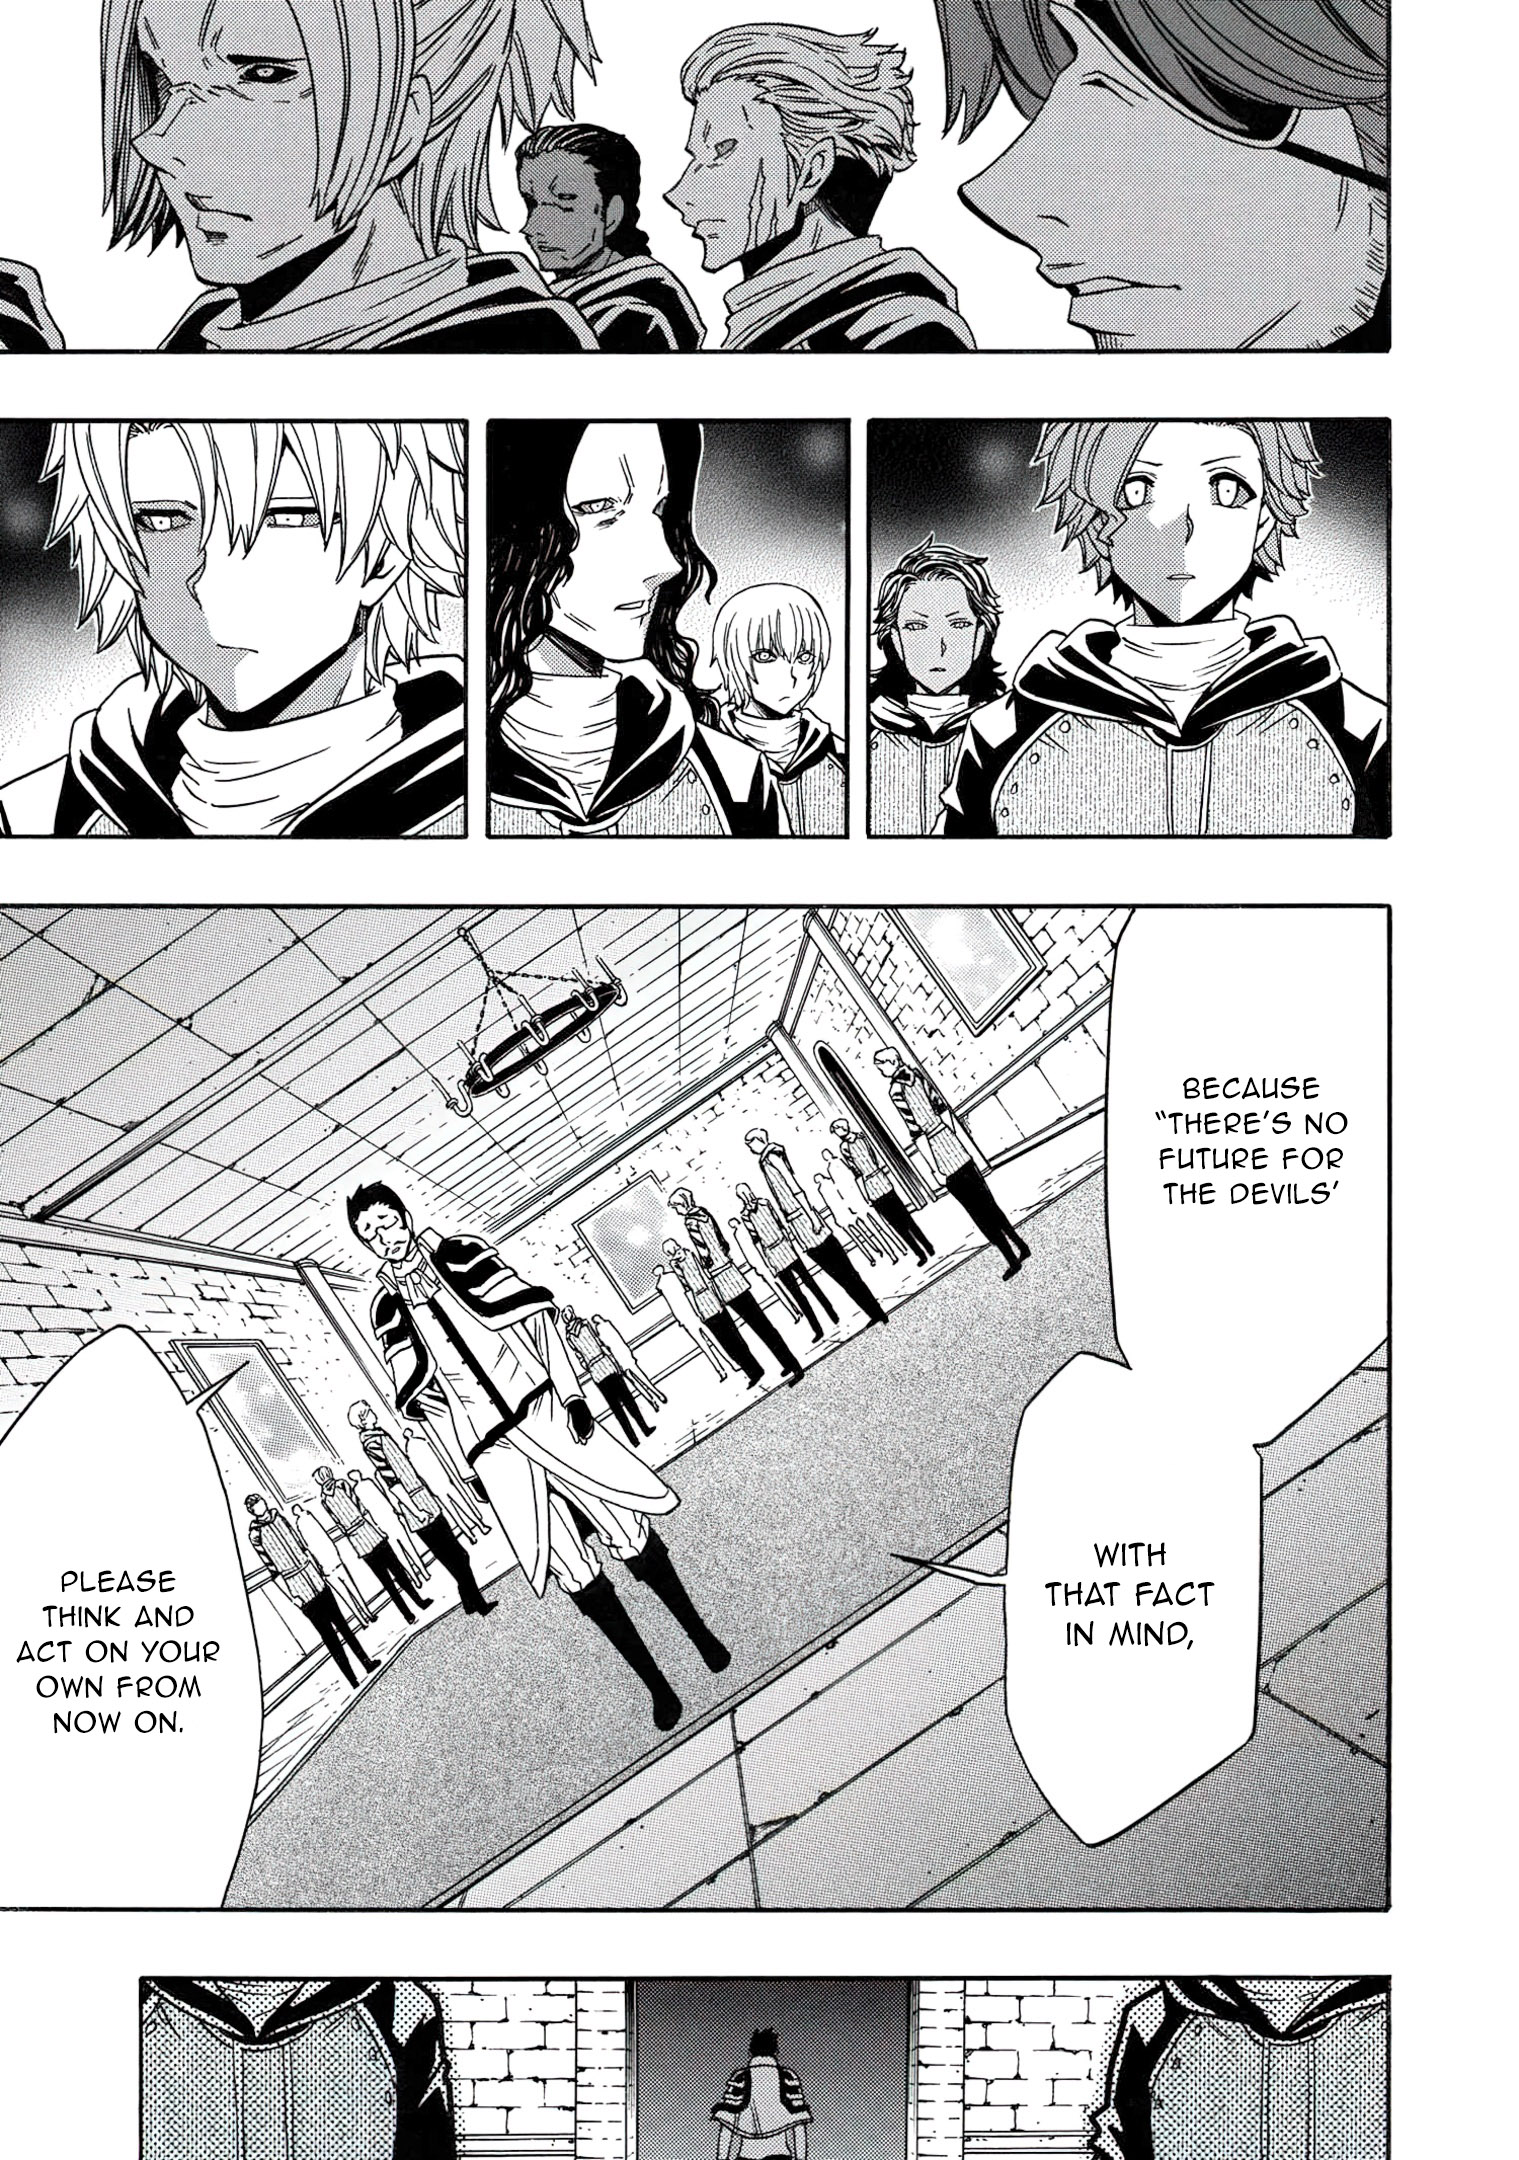 BECAUSE
"THERE'S NO
FUTURE FOR
THE DEVILS'
WITH
THAT FACT
IN MIND,
PLEASE
THINK AND
ACT ON YOUR
OWN FROM
NOW ON.